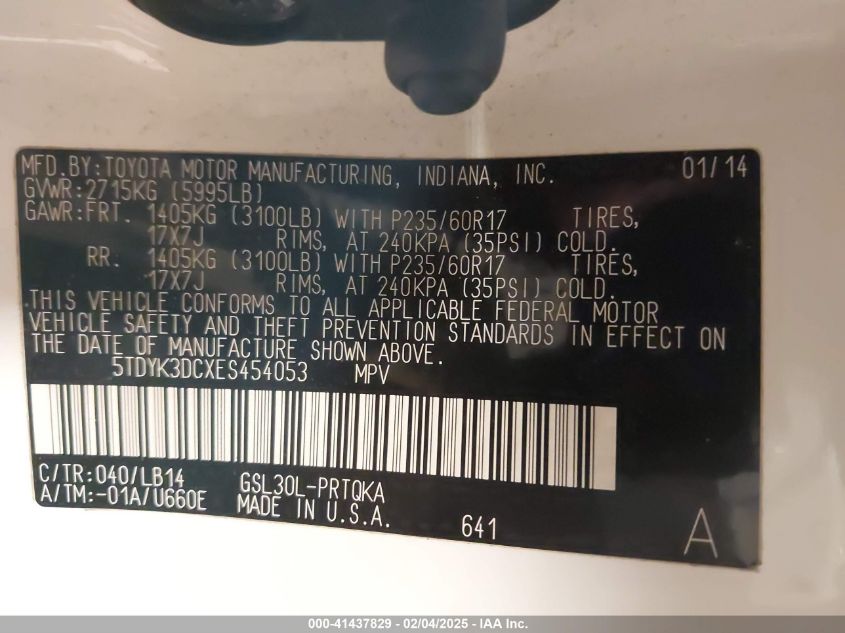 MFD.BY:TOYOTA MOTOR MANUFACTURING, INDIANA, INC. 01/14
GVWR:2715KG (5995LB)
GAWR:FRT. 1405KG (3100LB) WITH P235/60R17 TIRES,
17X7J RIMS, AT 240KPA (35PSI) COLD.
RR. 1405KG (3100LB) WITH P235/60R17 TIRES,
17X7J RIMS, AT 240KPA (35PSI) COLD.
THIS VEHICLE CONFORMS TO ALL APPLICABLE FEDERAL MOTOR
VEHICLE SAFETY AND THEFT PREVENTION STANDARDS IN EFFECT ON
THE DATE OF MANUFACTURE SHOWN ABOVE.
5TDYK3DCXES454053 MPV
C/TR:040/LB14 GSL30L-PRTQKA
A/TM:-01A/U660E MADE IN U.S.A. 641 A
000-41437829 - 02/04/2025 - IAA Inc.